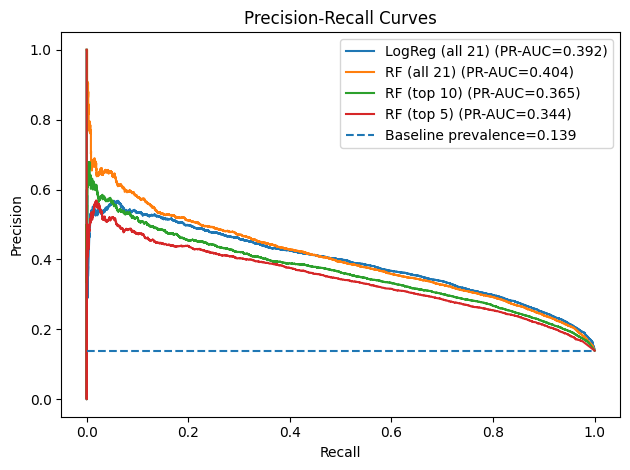 Precision-Recall Curves
LogReg (all 21) (PR-AUC=0.392)
RF (all 21) (PR-AUC=0.404)
RF (top 10) (PR-AUC=0.365)
RF (top 5) (PR-AUC=0.344)
Baseline prevalence=0.139
1.0
0.8
0.6
0.4
0.2
0.0
Precision
0.0 0.2 0.4 0.6 0.8 1.0
Recall